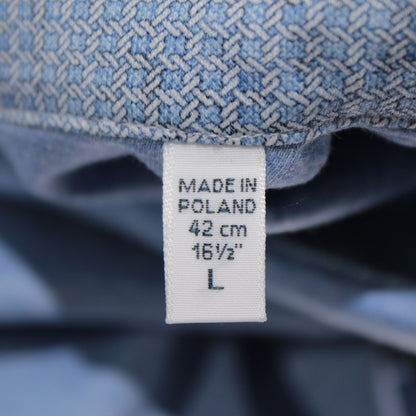 MADE IN
POLAND
42 cm
16½"
L